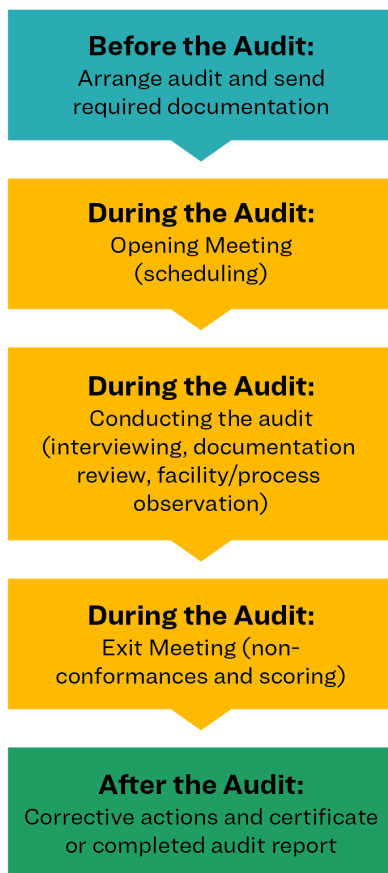 Before the Audit:
Arrange audit and send
required documentation
During the Audit:
Opening Meeting
(scheduling)
During the Audit:
Conducting the audit
(interviewing, documentation
review, facility/process
observation)
During the Audit:
Exit Meeting (non-
conformances and scoring)
After the Audit:
Corrective actions and certificate
or completed audit report